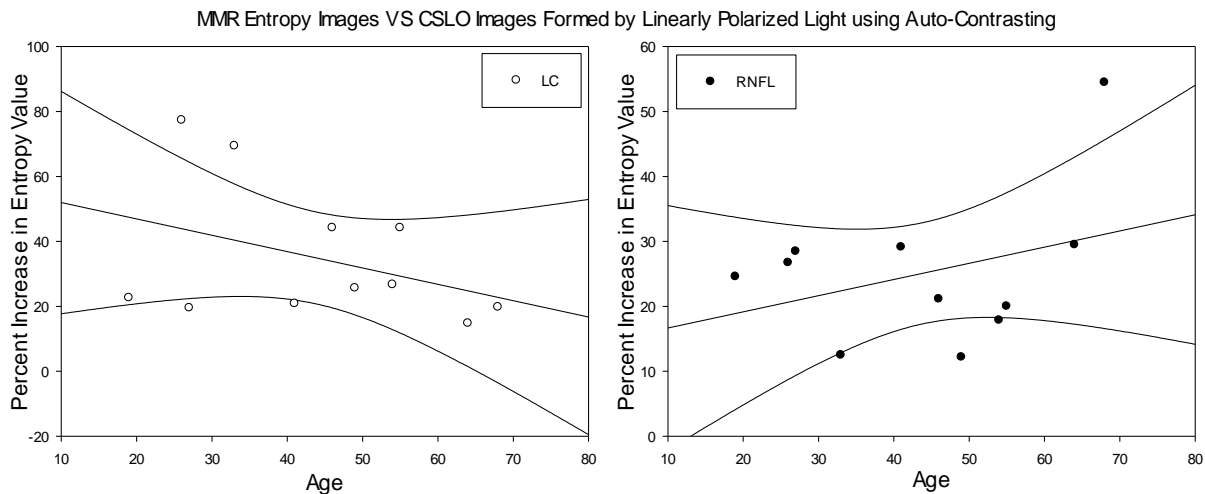 MMR Entropy Images VS CSLO Images Formed by Linearly Polarized Light using Auto-Contrasting
LC
Percent Increase in Entropy Value
100
80
60
40
20
0
-20
10 20 30 40 50 60 70 80
Age
RNFL
Percent Increase in Entropy Value
60
50
40
30
20
10
0
10 20 30 40 50 60 70 80
Age